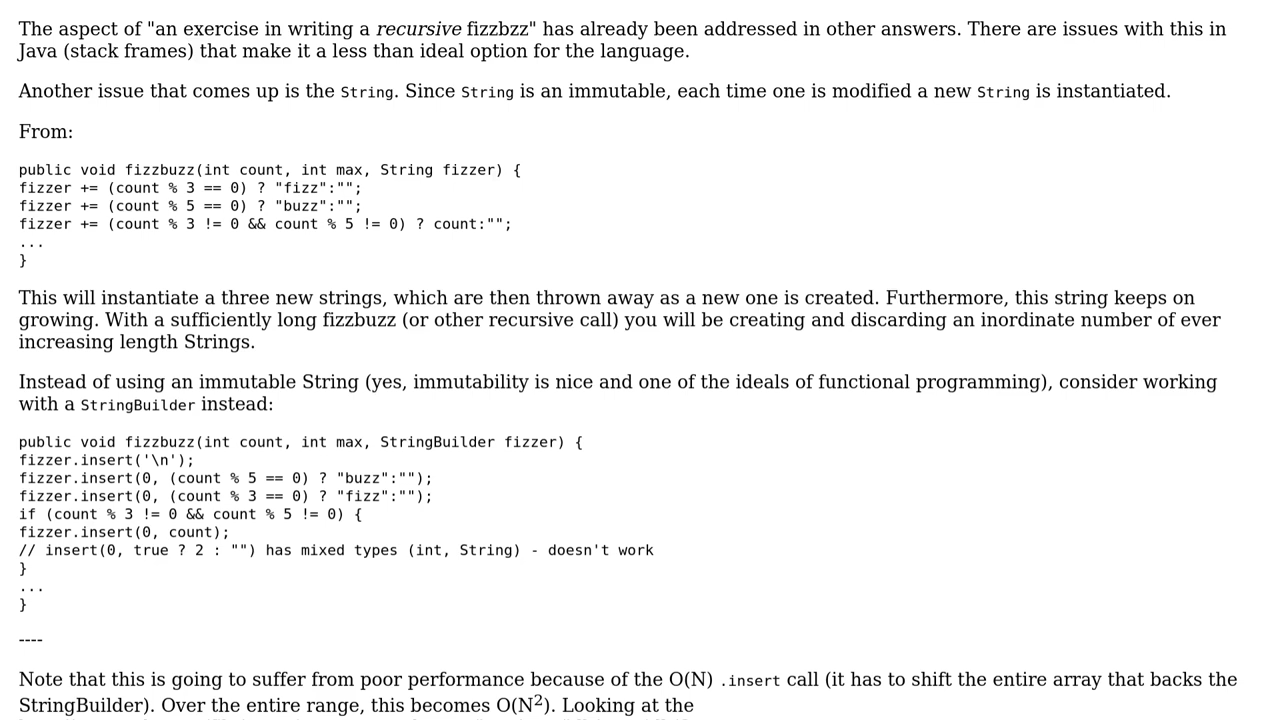 The aspect of "an exercise in writing a recursive fizzbzz" has already been addressed in other answers. There are issues with this in
Java (stack frames) that make it a less than ideal option for the language.
Another issue that comes up is the String. Since String is an immutable, each time one is modified a new String is instantiated.
From:
public void fizzbuzz(int count, int max, String fizzer) {
fizzer += (count % 3 == 0) ? "fizz":"";
fizzer += (count % 5 == 0) ? "buzz":"";
fizzer += (count % 3 != 0 && count % 5 != 0) ? count:"";
...
}
This will instantiate a three new strings, which are then thrown away as a new one is created. Furthermore, this string keeps on
growing. With a sufficiently long fizzbuzz (or other recursive call) you will be creating and discarding an inordinate number of ever
increasing length Strings.
Instead of using an immutable String (yes, immutability is nice and one of the ideals of functional programming), consider working
with a StringBuilder instead:
public void fizzbuzz(int count, int max, StringBuilder fizzer) {
fizzer.insert('\n');
fizzer.insert(0, (count % 5 == 0) ? "buzz":"");
fizzer.insert(0, (count % 3 == 0) ? "fizz":"");
if (count % 3 != 0 && count % 5 != 0) {
fizzer.insert(0, count);
// insert(0, true ? 2 : "") has mixed types (int, String) - doesn't work
}
...
}
----
Note that this is going to suffer from poor performance because of the O(N) .insert call (it has to shift the entire array that backs the
StringBuilder). Over the entire range, this becomes O(N²). Looking at the